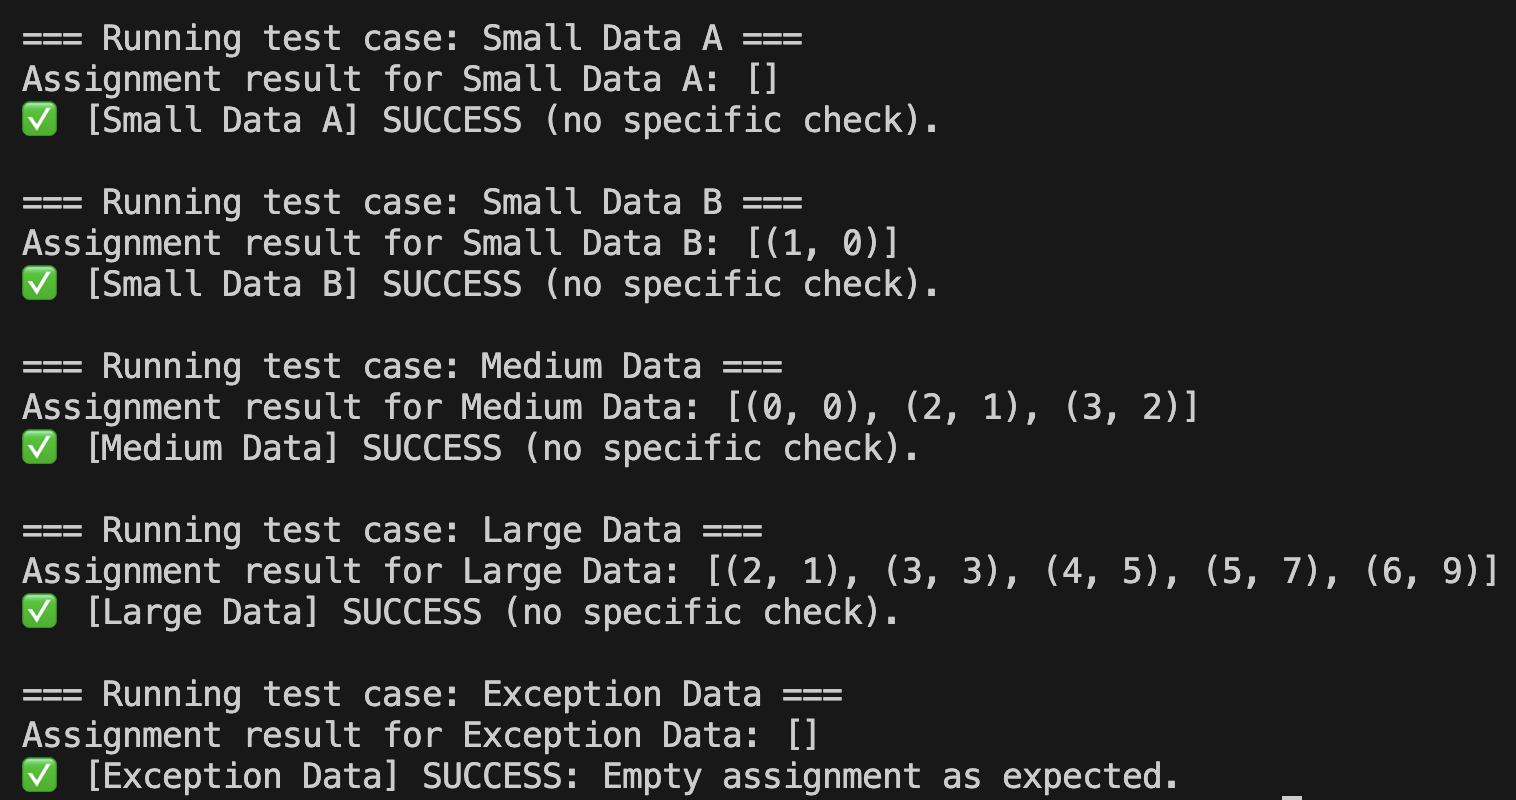 === Running test case: Small Data A ===
Assignment result for Small Data A: []
✅ [Small Data A] SUCCESS (no specific check).
=== Running test case: Small Data B ===
Assignment result for Small Data B: [(1, 0)]
✅ [Small Data B] SUCCESS (no specific check).
=== Running test case: Medium Data ===
Assignment result for Medium Data: [(0, 0), (2, 1), (3, 2)]
✅ [Medium Data] SUCCESS (no specific check).
=== Running test case: Large Data ===
Assignment result for Large Data: [(2, 1), (3, 3), (4, 5), (5, 7), (6, 9)]
✅ [Large Data] SUCCESS (no specific check).
=== Running test case: Exception Data ===
Assignment result for Exception Data: []
✅ [Exception Data] SUCCESS: Empty assignment as expected.